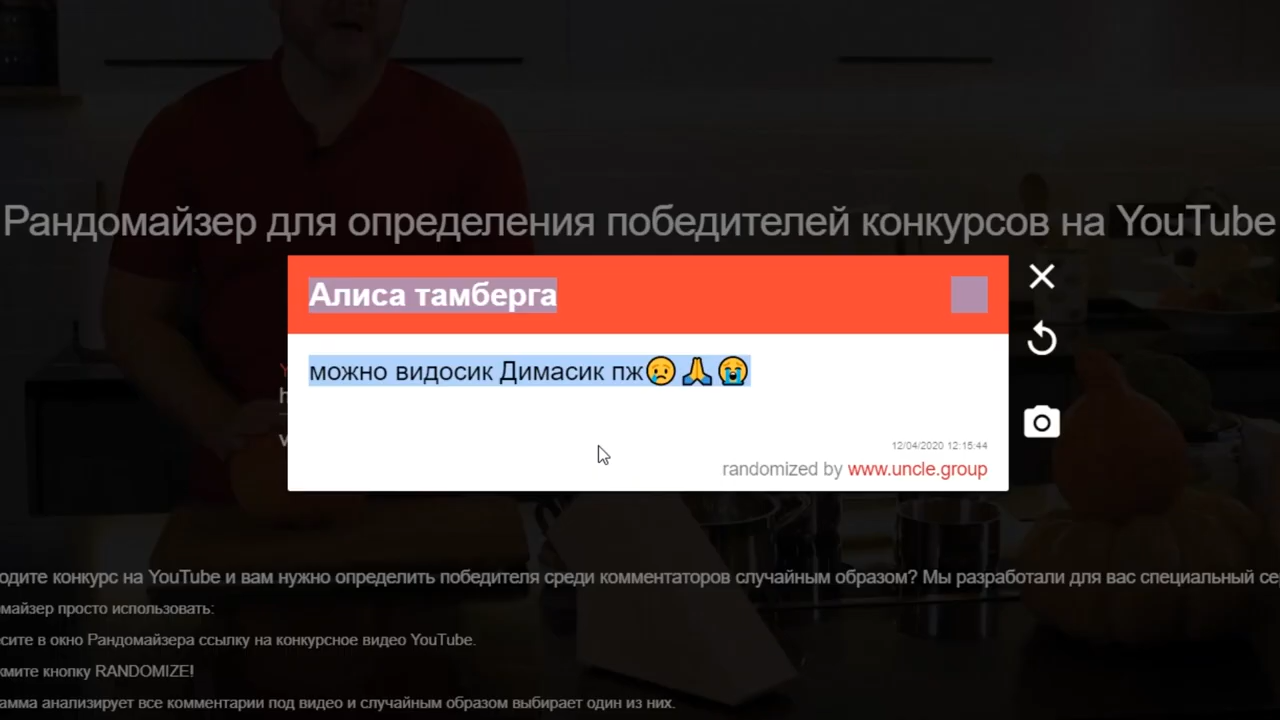 Рандомайзер для определения победителей конкурсов на YouTube
Алиса тамберга
можно видосик Димасик пж😢🙏😭
12/04/2020 12:15:44
randomized by www.uncle.group
одите конкурс на YouTube и вам нужно определить победителя среди комментаторов случайным образом? Мы разработали для вас специальный се
майзер просто использовать:
сите в окно Рандомайзера ссылку на конкурсное видео YouTube.
жмите кнопку RANDOMIZE!
амма анализирует все комментарии под видео и случайным образом выбирает один из них.